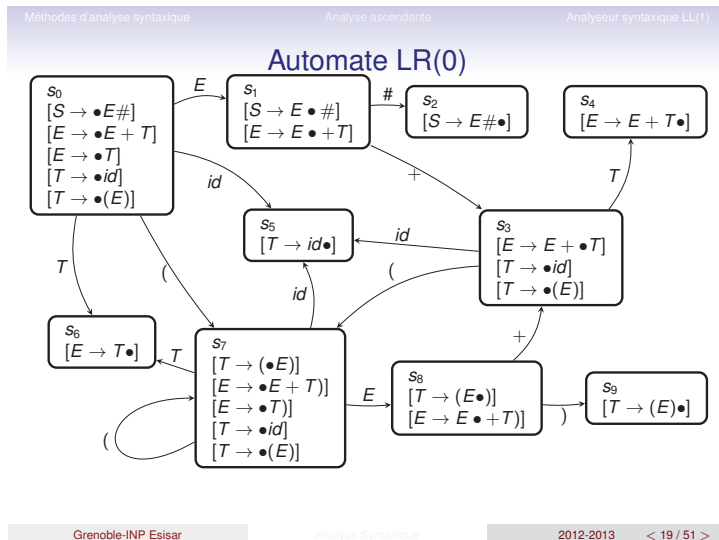 Méthodes d'analyse syntaxique Analyse ascendante Analyseur syntaxique LL(1)
Automate LR(0)
s0
[S → •E#]
[E → •E + T]
[E → •T]
[T → •id]
[T → •(E)]
E
s1
[S → E • #]
[E → E • +T]
#
s2
[S → E#•]
s4
[E → E + T•]
id
+
T
s5
[T → id•]
id
s3
[E → E + •T]
[T → •id]
[T → •(E)]
T
(
(
id
+
s6
[E → T•]
T
s7
[T → (•E)]
[E → •E + T)]
[E → •T)]
[T → •id]
[T → •(E)]
(
E
s8
[T → (E•)]
[E → E • +T)]
)
s9
[T → (E)•]
Grenoble-INP Esisar Analyse Syntaxique 2012-2013 < 19 / 51 >